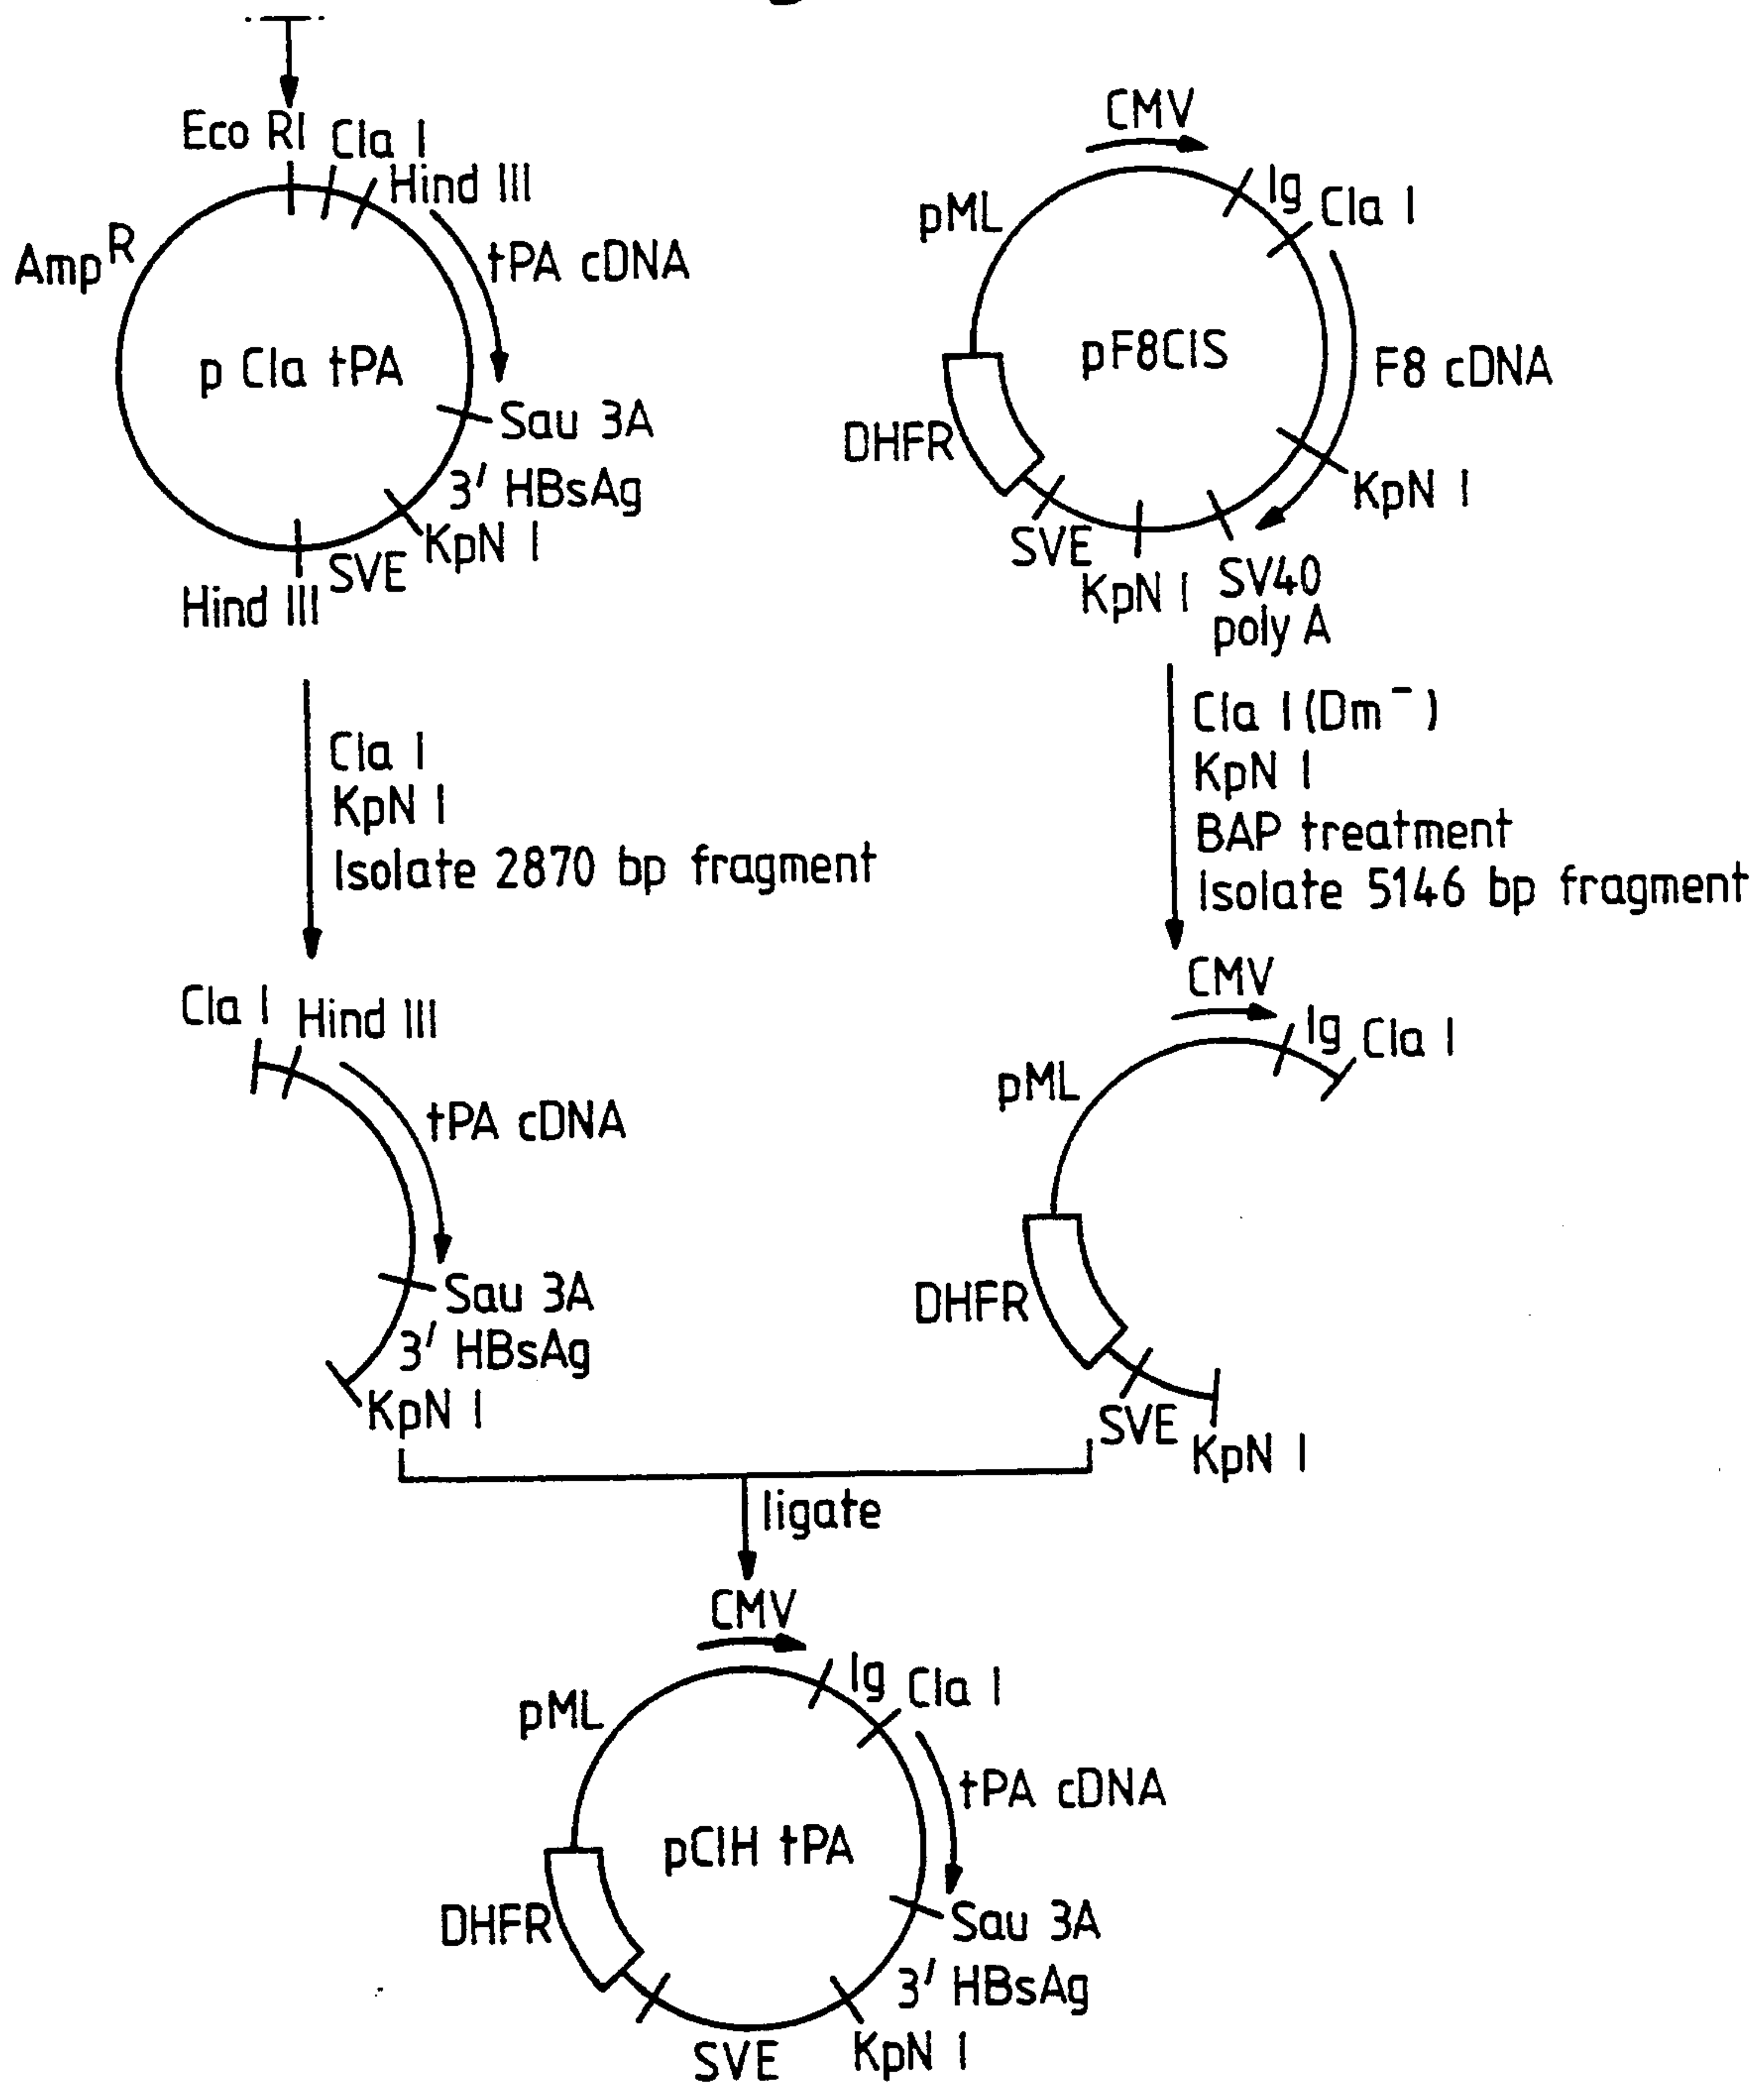 Eco RI
Cla I
Hind III
Amp^R
tPA cDNA
p Cla tPA
Sau 3A
3' HBsAg
KpN I
SVE
Hind III
CMV
Ig
Cla I
pML
pF8CIS
F8 cDNA
DHFR
KpN I
SVE
KpN I
SV40
poly A
Cla I
KpN I
Isolate 2870 bp fragment
Cla I (Dm⁻)
KpN I
BAP treatment
Isolate 5146 bp fragment
Cla I
Hind III
tPA cDNA
Sau 3A
3' HBsAg
KpN I
CMV
Ig
Cla I
pML
DHFR
SVE
KpN I
ligate
CMV
Ig
Cla I
pML
tPA cDNA
pCIH tPA
DHFR
Sau 3A
3' HBsAg
SVE
KpN I